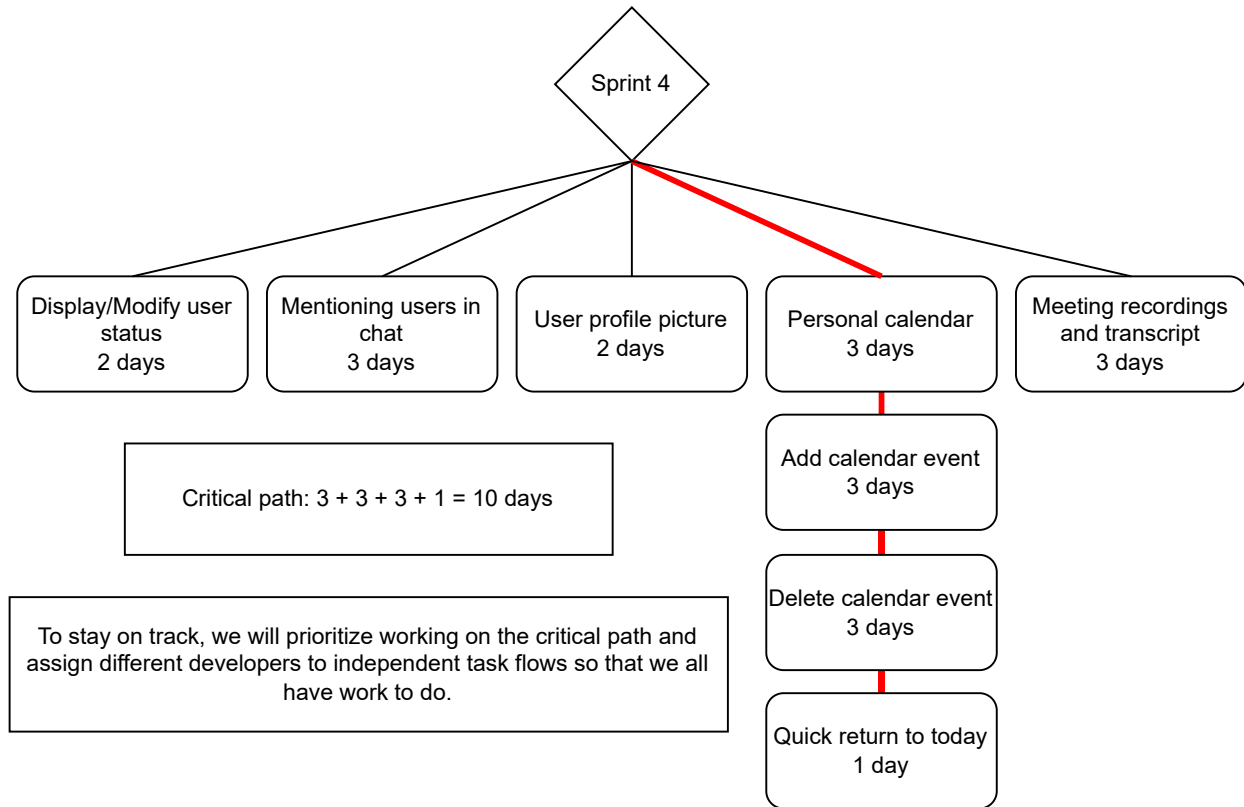 Sprint 4
Display/Modify user
status
2 days
Mentioning users in
chat
3 days
User profile picture
2 days
Personal calendar
3 days
Meeting recordings
and transcript
3 days
Add calendar event
3 days
Critical path: 3 + 3 + 3 + 1 = 10 days
Delete calendar event
3 days
To stay on track, we will prioritize working on the critical path and
assign different developers to independent task flows so that we all
have work to do.
Quick return to today
1 day